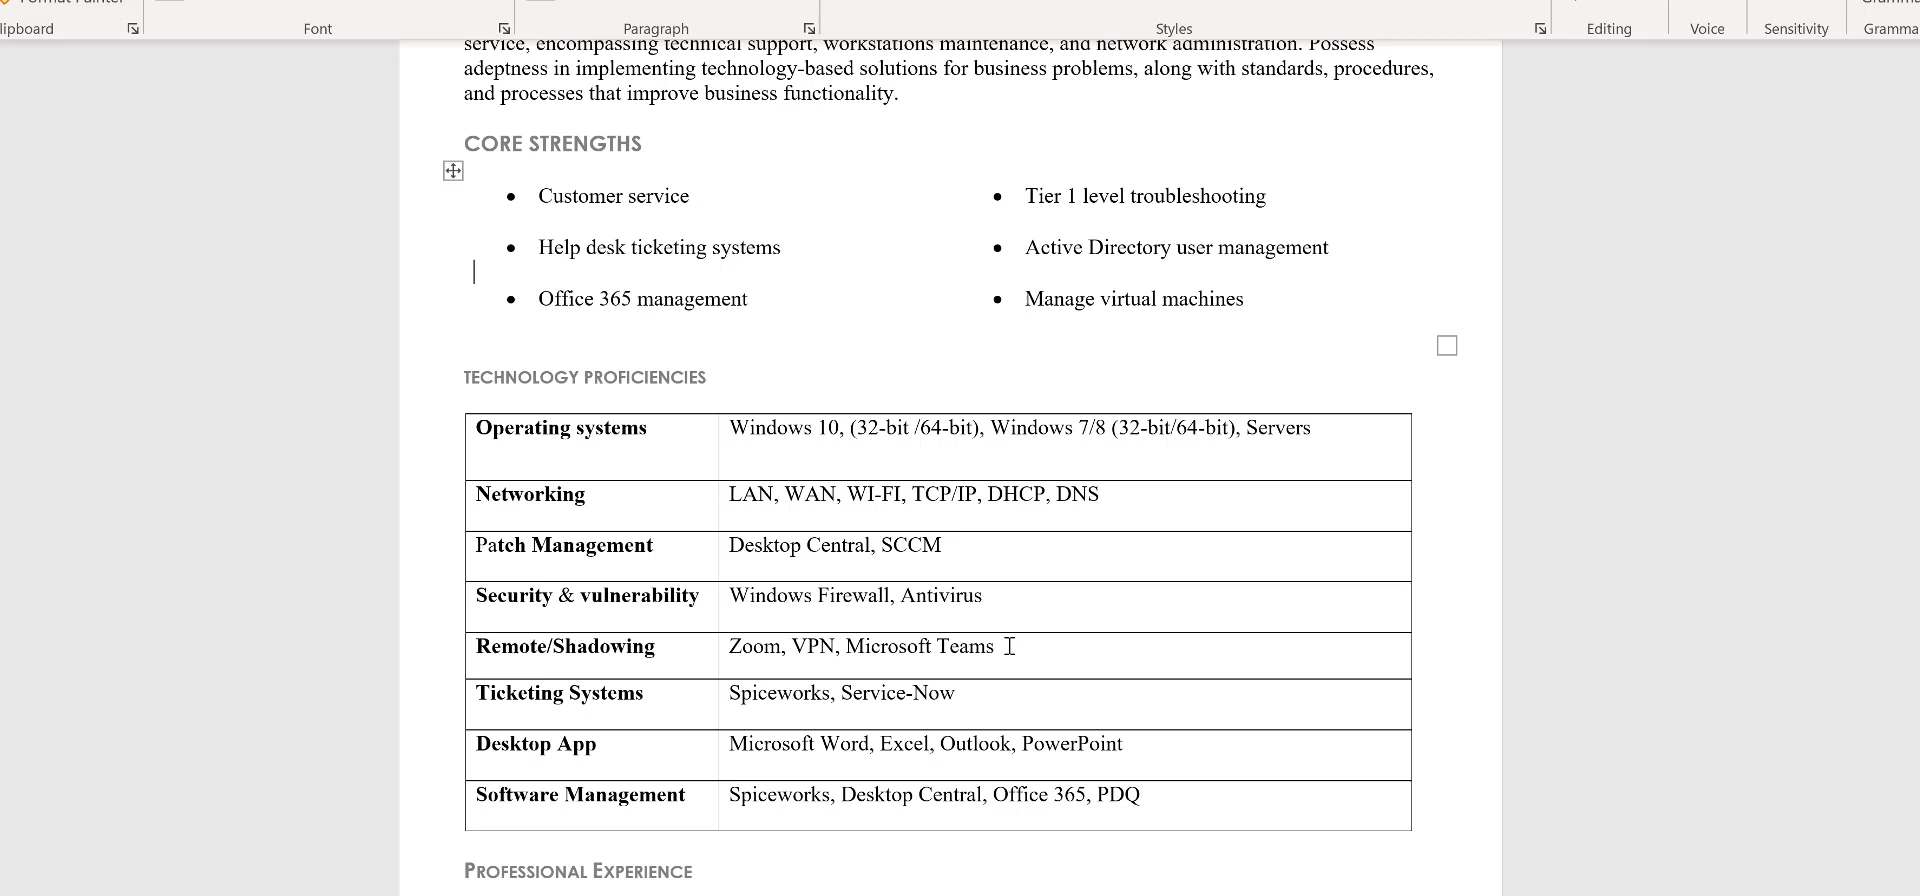 Format Painter
lipboard
Font
Paragraph
Styles
Editing
Voice
Sensitivity
Gramma
service, encompassing technical support, workstations maintenance, and network administration. Possess
adeptness in implementing technology-based solutions for business problems, along with standards, procedures,
and processes that improve business functionality.
CORE STRENGTHS
• Customer service
• Tier 1 level troubleshooting
• Help desk ticketing systems
• Active Directory user management
• Office 365 management
• Manage virtual machines
TECHNOLOGY PROFICIENCIES
Operating systems Windows 10, (32-bit /64-bit), Windows 7/8 (32-bit/64-bit), Servers
Networking LAN, WAN, WI-FI, TCP/IP, DHCP, DNS
Patch Management Desktop Central, SCCM
Security & vulnerability Windows Firewall, Antivirus
Remote/Shadowing Zoom, VPN, Microsoft Teams
Ticketing Systems Spiceworks, Service-Now
Desktop App Microsoft Word, Excel, Outlook, PowerPoint
Software Management Spiceworks, Desktop Central, Office 365, PDQ
PROFESSIONAL EXPERIENCE